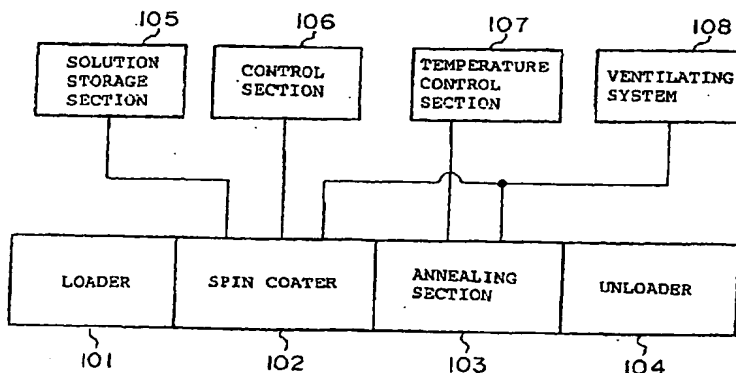 105
106
107
108
SOLUTION
STORAGE
SECTION
CONTROL
SECTION
TEMPERATURE
CONTROL
SECTION
VENTILATING
SYSTEM
LOADER
SPIN COATER
ANNEALING
SECTION
UNLOADER
101
102
103
104